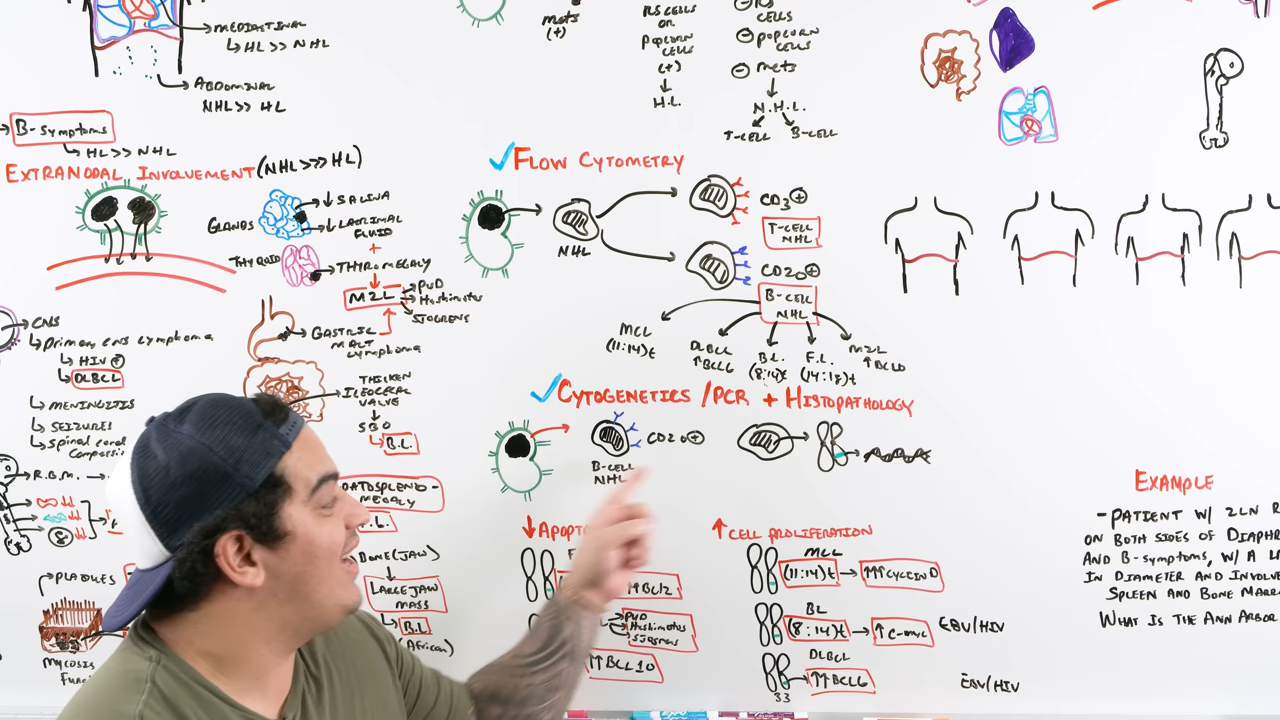 MEDIASTINAL
↳ HL >> NHL
ABDOMINAL
NHL >> HL
B-symptoms
↳ HL >> NHL
EXTRANODAL INVOLVEMENT (NHL >>> HL)
GLANDS
↓ SALIVA
↓ LACRIMAL
FLUID
+
THYROID
THYROMEGALY
MZL
PUD
Hashimotos
SJOGRENS
GASTRIC
MALT
lymphoma
CNS
↳ primary CNS lymphoma
↳ HIV ⊕
↳ DLBCL
↳ MENINGITIS
↳ SEIZURES
↳ spinal cord
THICKEN
ILEOCECAL
VALVE
SBO
↳ B.L.
R.B.M.
MEGALY
BONE (JAW)
LARGE JAW
MASS
↳ B.L
(African)
PLAQUES
MYCOSIS
mets
(+)
RS CELLS
OR
POPCORN
CELLS
(+)
H.L.
⊖ RS
CELLS
⊖ POPCORN
CELLS
⊖ mets
N.H.L.
T-CELL
B-CELL
✓ FLOW CYTOMETRY
NHL
CD3 ⊕
T-CELL
NHL
CD20 ⊕
B-CELL
NHL
MCL
(11:14)t
DLBCL
↑BCL6
B.L.
(8:14)t
F.L.
(14:18)t
MZL
↑BCL10
✓ CYTOGENETICS / PCR + HISTOPATHOLOGY
CD20 ⊕
B-CELL
NHL
↑BCL2
PUD
Hashimotos
SJOGRENS
↑↑BCL10
↑ CELL PROLIFERATION
MCL
(11:14)t → ↑↑↑CYCLIN D
BL
(8:14)t → ↑c-myc
EBV/HIV
DLBCL
↑↑BCL6
33
EBV/HIV
EXAMPLE
- PATIENT W/ 2LN
ON BOTH SIDES OF
AND B-symptoms, W/ A
IN DIAMETER AND
SPLEEN AND BONE
WHAT IS THE ANN ARBOR